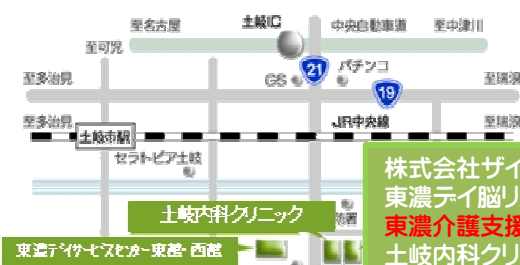 至名古屋 土岐IC 中央自動車道 至中津川
至可児
21 パチンコ
至多治見 GS 19 至瑞浪
至多治見 JR中央線 至瑞浪
土岐市駅
セラトピア土岐
株式会社ザイ
東濃デイ脳リ
土岐内科クリニック
東濃介護支援
東濃デイサービスセンター東館・西館
土岐内科クリ